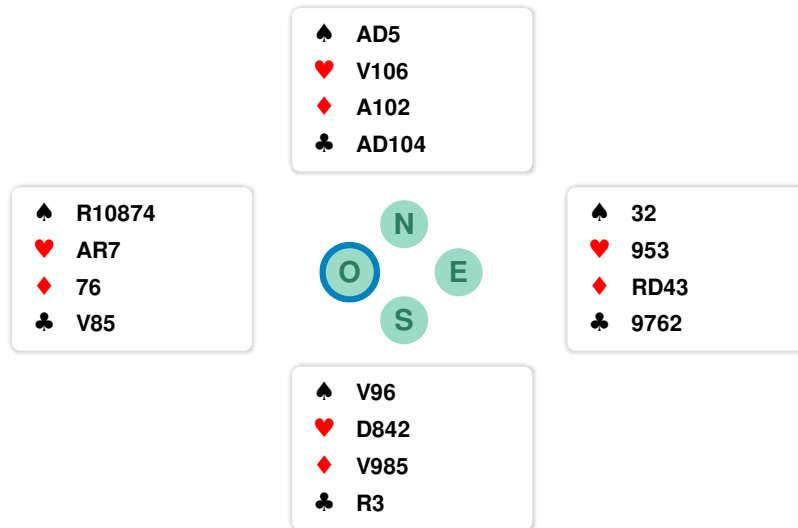 ♠ AD5
♥ V106
♦ A102
♣ AD104
♠ R10874
♥ AR7
♦ 76
♣ V85
N
O E
S
♠ 32
♥ 953
♦ RD43
♣ 9762
♠ V96
♥ D842
♦ V985
♣ R3